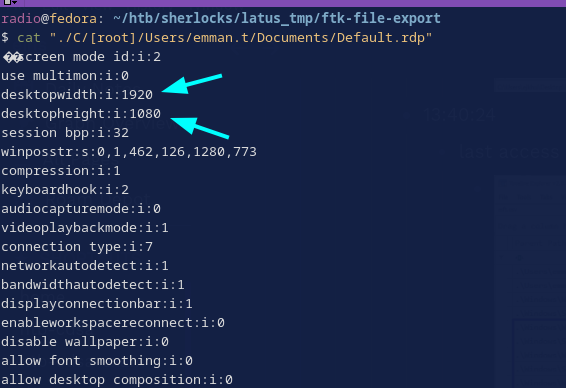 radio@fedora: ~/htb/sherlocks/latus_tmp/ftk-file-export
$ cat "./C/[root]/Users/emman.t/Documents/Default.rdp"
��screen mode id:i:2
use multimon:i:0
desktopwidth:i:1920
desktopheight:i:1080
session bpp:i:32
winposstr:s:0,1,462,126,1280,773
compression:i:1
keyboardhook:i:2
audiocapturemode:i:0
videoplaybackmode:i:1
connection type:i:7
networkautodetect:i:1
bandwidthautodetect:i:1
displayconnectionbar:i:1
enableworkspacereconnect:i:0
disable wallpaper:i:0
allow font smoothing:i:0
allow desktop composition:i:0